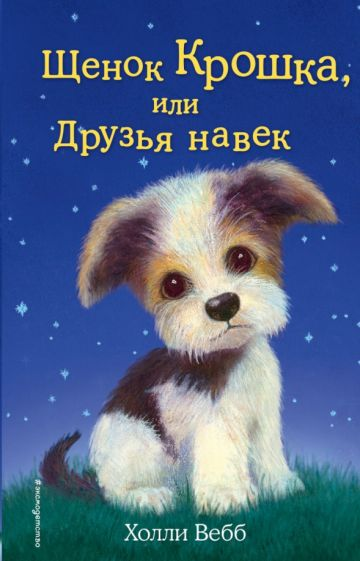 Щенок Крошка,
или
Друзья навек
#эксмодетство
Холли Вебб